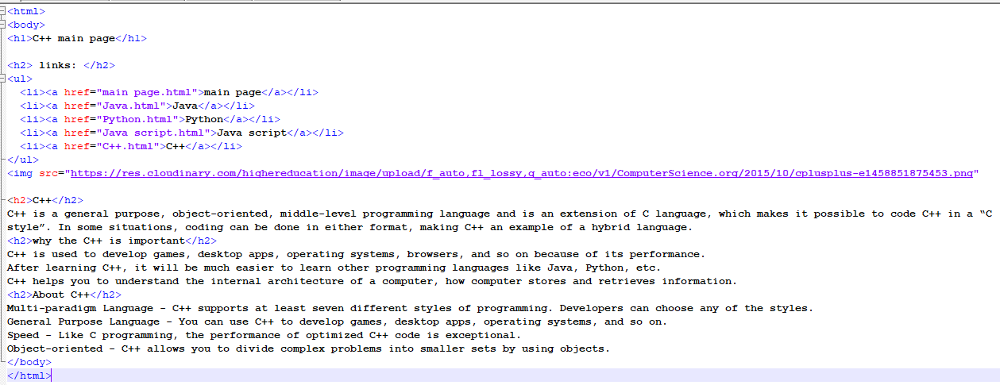 <html>
<body>
<h1>C++ main page</h1>
<h2> links: </h2>
<ul>
<li><a href="main page.html">main page</a></li>
<li><a href="Java.html">Java</a></li>
<li><a href="Python.html">Python</a></li>
<li><a href="Java script.html">Java script</a></li>
<li><a href="C++.html">C++</a></li>
</ul>
<img src="https://res.cloudinary.com/highereducation/image/upload/f_auto,fl_lossy,q_auto:eco/v1/ComputerScience.org/2015/10/cplusplus-e1458851875453.png"
<h2>C++</h2>
C++ is a general purpose, object-oriented, middle-level programming language and is an extension of C language, which makes it possible to code C++ in a “C
style”. In some situations, coding can be done in either format, making C++ an example of a hybrid language.
<h2>why the C++ is important</h2>
C++ is used to develop games, desktop apps, operating systems, browsers, and so on because of its performance.
After learning C++, it will be much easier to learn other programming languages like Java, Python, etc.
C++ helps you to understand the internal architecture of a computer, how computer stores and retrieves information.
<h2>About C++</h2>
Multi-paradigm Language - C++ supports at least seven different styles of programming. Developers can choose any of the styles.
General Purpose Language - You can use C++ to develop games, desktop apps, operating systems, and so on.
Speed - Like C programming, the performance of optimized C++ code is exceptional.
Object-oriented - C++ allows you to divide complex problems into smaller sets by using objects.
</body>
</html>